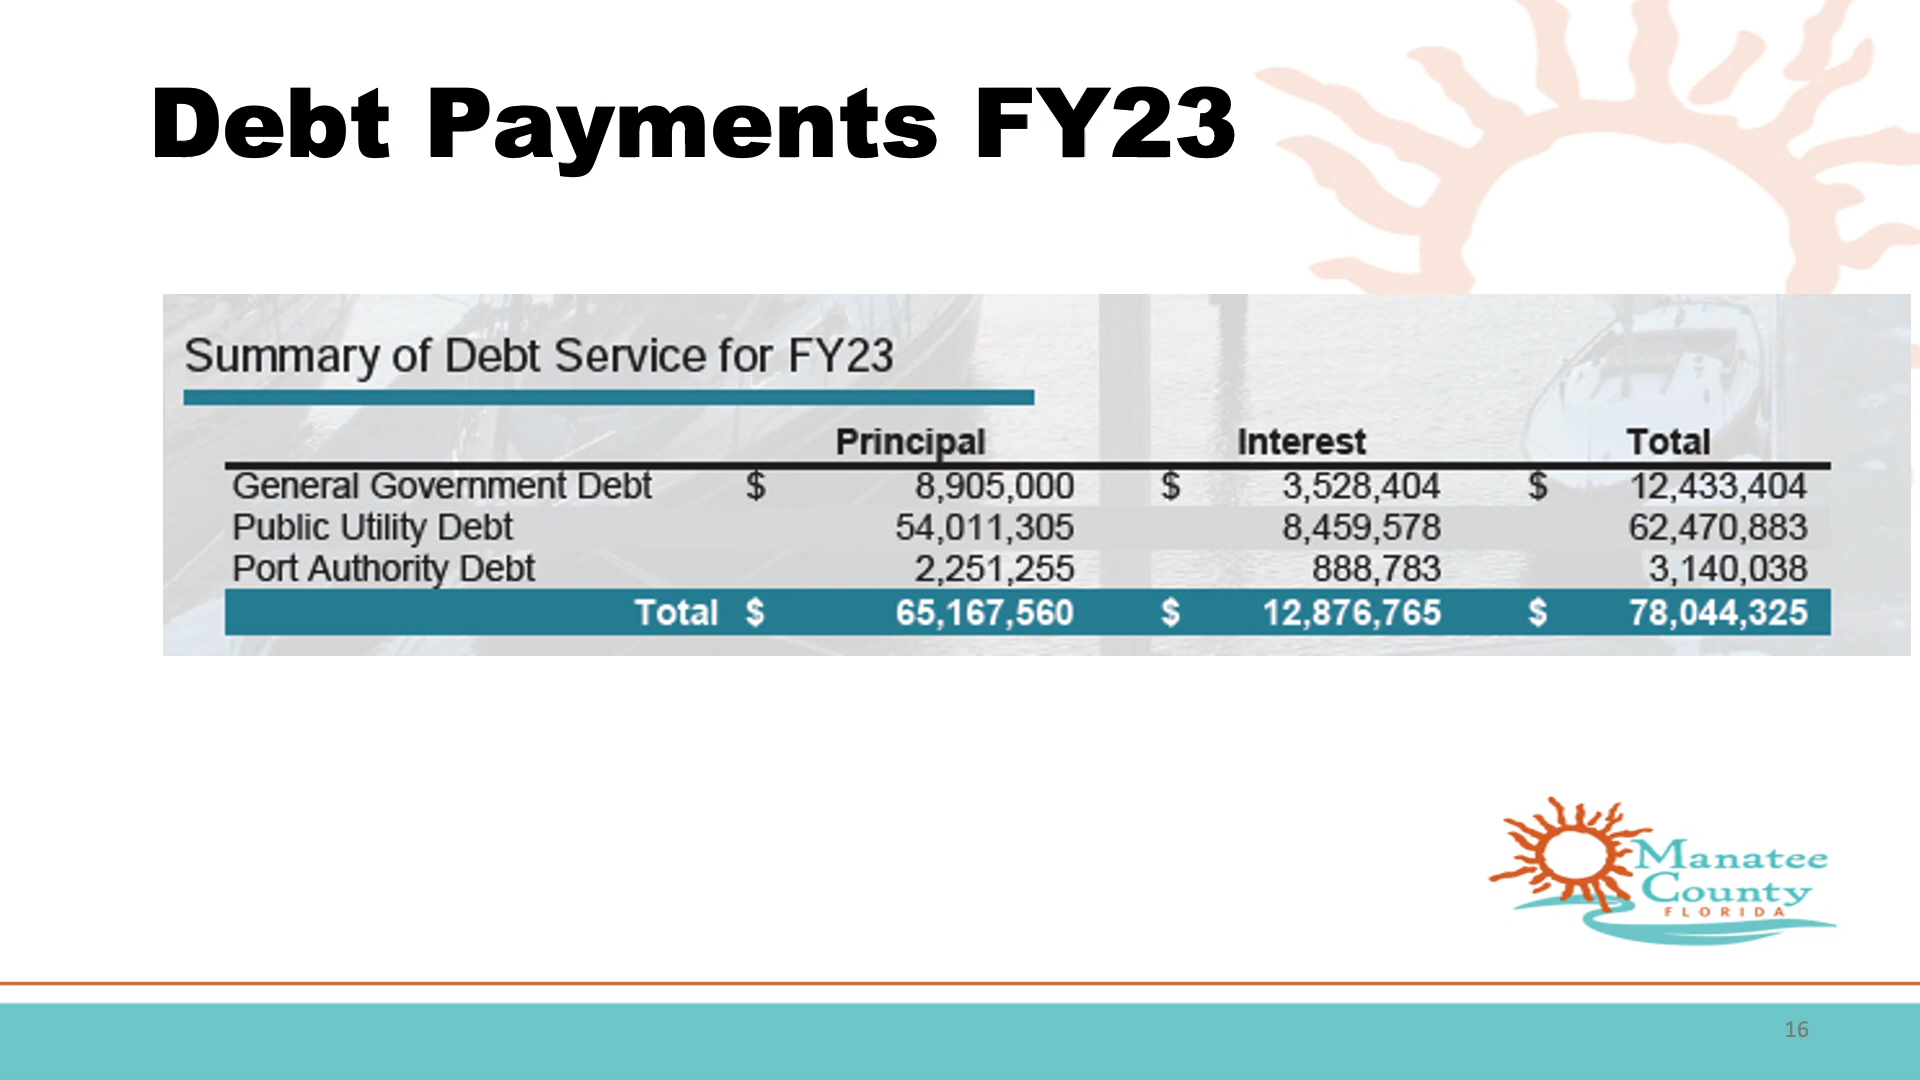 Debt Payments FY23
Summary of Debt Service for FY23
Principal Interest Total
General Government Debt $ 8,905,000 $ 3,528,404 $ 12,433,404
Public Utility Debt 54,011,305 8,459,578 62,470,883
Port Authority Debt 2,251,255 888,783 3,140,038
Total $ 65,167,560 $ 12,876,765 $ 78,044,325
Manatee
County
FLORIDA
16